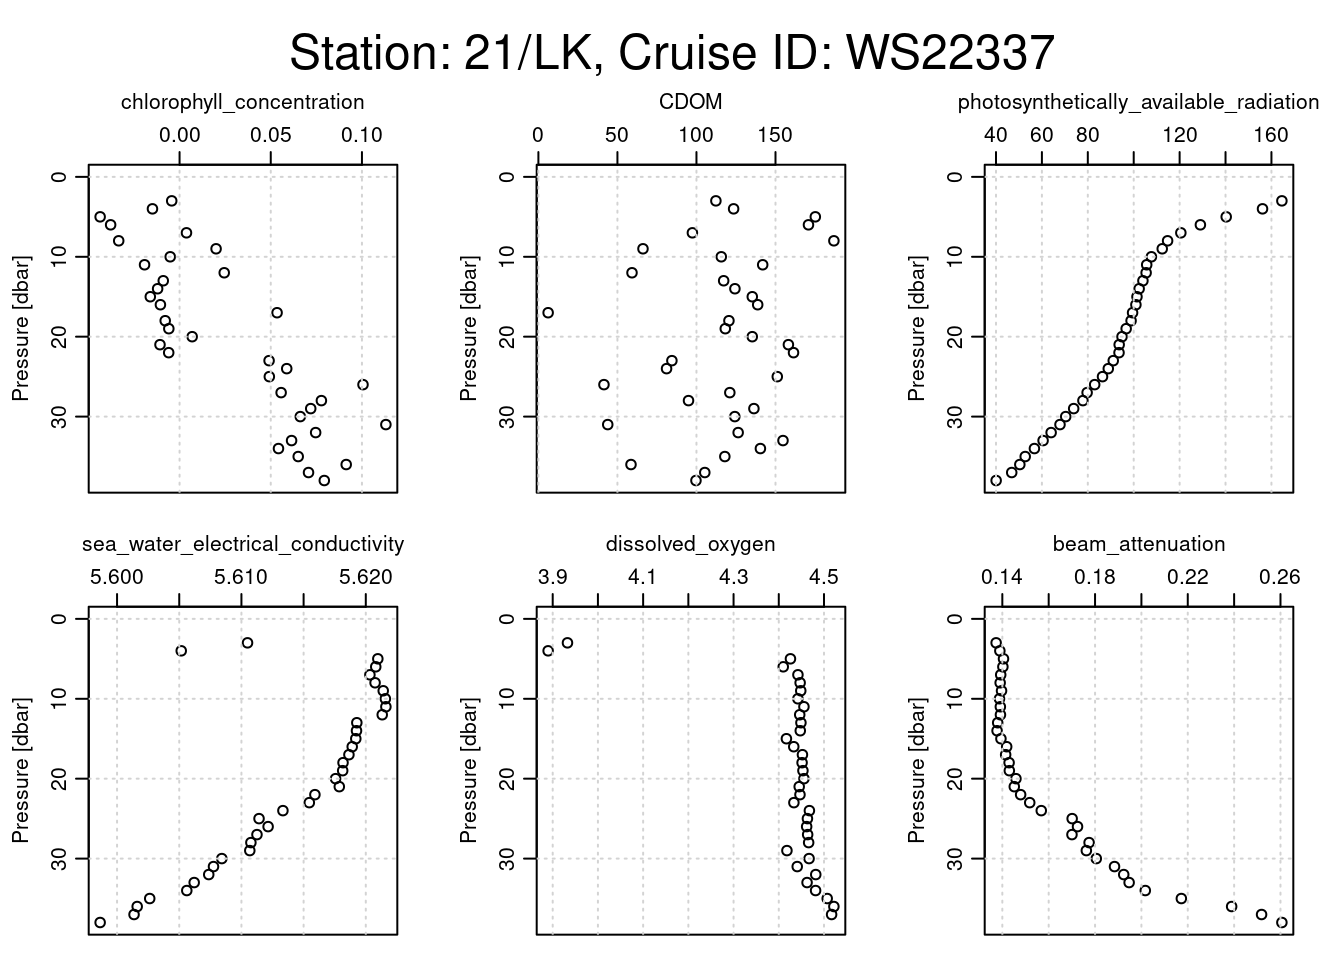 Station: 21/LK, Cruise ID: WS22337
chlorophyll_concentration
0.00 0.05 0.10
Pressure [dbar]
0
10
20
30
CDOM
0 50 100 150
Pressure [dbar]
0
10
20
30
photosynthetically_available_radiation
40 60 80 120 160
Pressure [dbar]
0
10
20
30
sea_water_electrical_conductivity
5.600 5.610 5.620
Pressure [dbar]
0
10
20
30
dissolved_oxygen
3.9 4.1 4.3 4.5
Pressure [dbar]
0
10
20
30
beam_attenuation
0.14 0.18 0.22 0.26
Pressure [dbar]
0
10
20
30